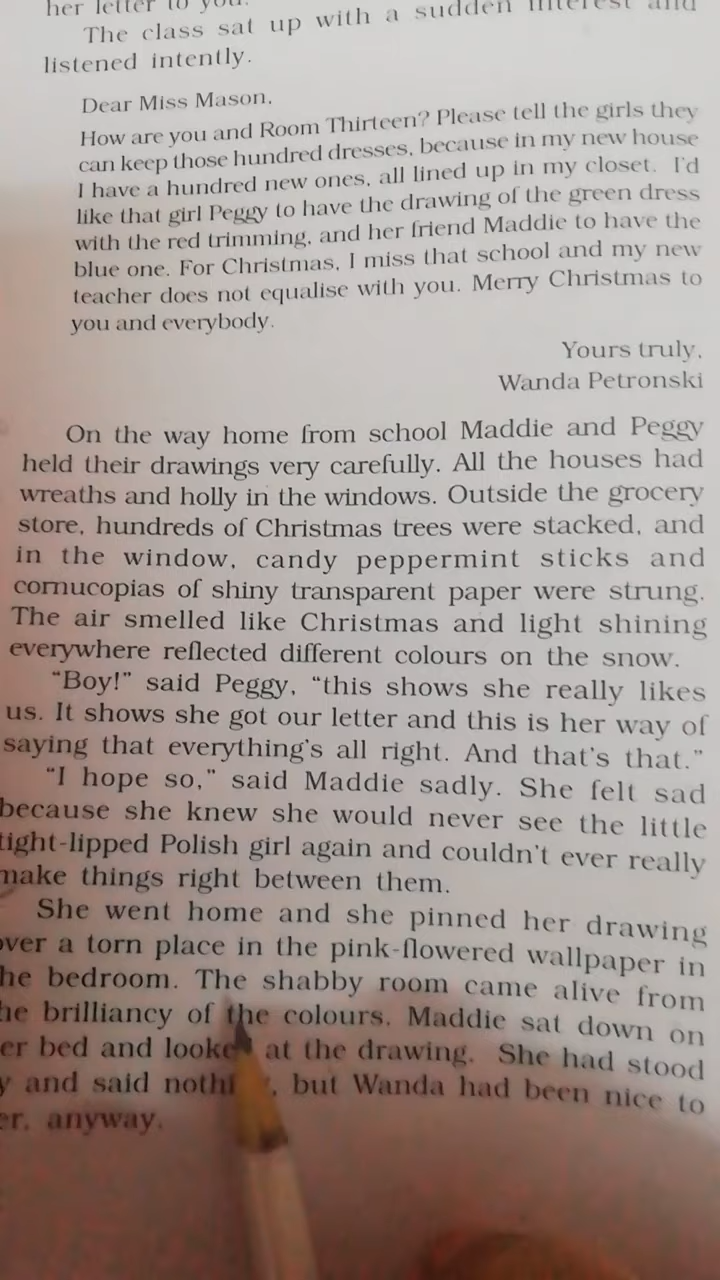 her letter to you.
The class sat up with a sudden interest and
listened intently.
Dear Miss Mason,
How are you and Room Thirteen? Please tell the girls they
can keep those hundred dresses, because in my new house
I have a hundred new ones, all lined up in my closet. I'd
like that girl Peggy to have the drawing of the green dress
with the red trimming, and her friend Maddie to have the
blue one. For Christmas, I miss that school and my new
teacher does not equalise with you. Merry Christmas to
you and everybody.
Yours truly,
Wanda Petronski
On the way home from school Maddie and Peggy
held their drawings very carefully. All the houses had
wreaths and holly in the windows. Outside the grocery
store, hundreds of Christmas trees were stacked, and
in the window, candy peppermint sticks and
cornucopias of shiny transparent paper were strung.
The air smelled like Christmas and light shining
everywhere reflected different colours on the snow.
"Boy!" said Peggy, "this shows she really likes
us. It shows she got our letter and this is her way of
saying that everything's all right. And that's that."
"I hope so," said Maddie sadly. She felt sad
because she knew she would never see the little
tight-lipped Polish girl again and couldn't ever really
make things right between them.
She went home and she pinned her drawing
over a torn place in the pink-flowered wallpaper in
he bedroom. The shabby room came alive from
he brilliancy of the colours. Maddie sat down on
er bed and looked at the drawing. She had stood
y and said nothing, but Wanda had been nice to
er, anyway.